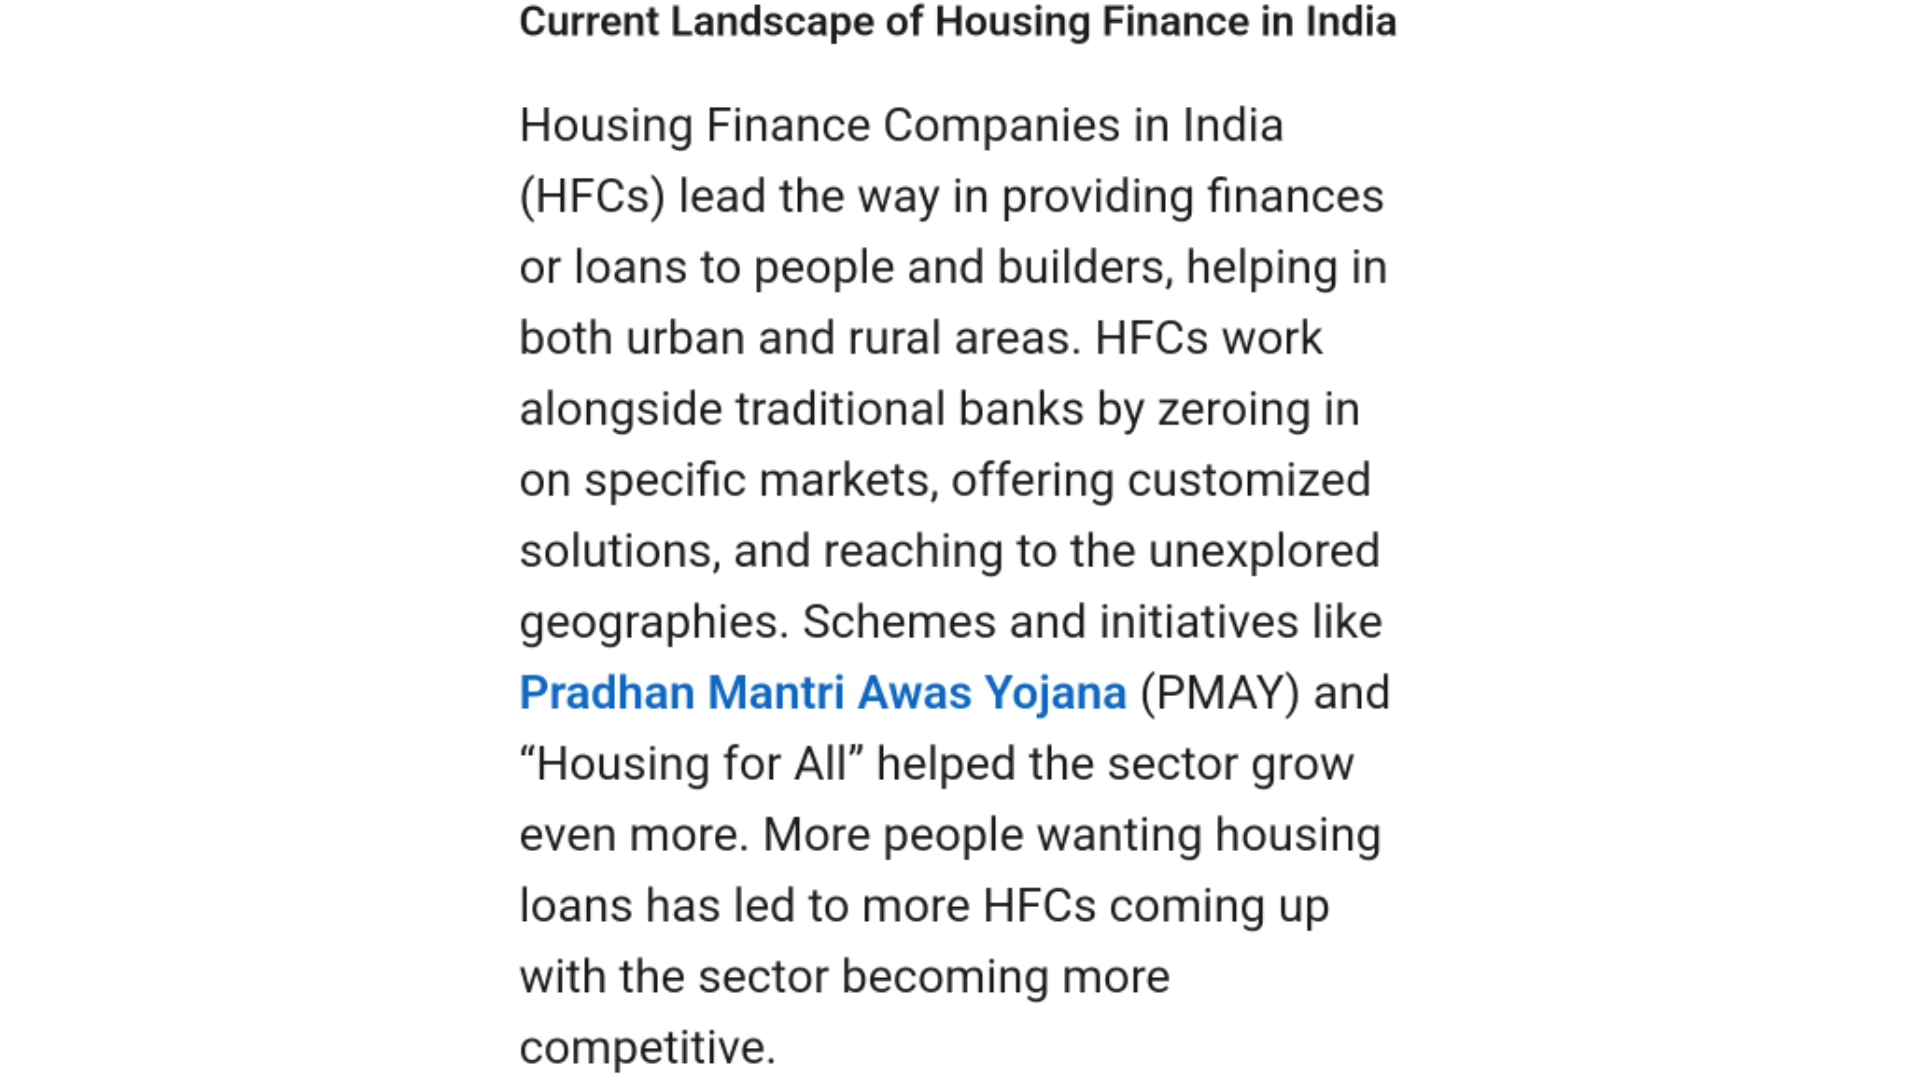 Current Landscape of Housing Finance in India
Housing Finance Companies in India
(HFCs) lead the way in providing finances
or loans to people and builders, helping in
both urban and rural areas. HFCs work
alongside traditional banks by zeroing in
on specific markets, offering customized
solutions, and reaching to the unexplored
geographies. Schemes and initiatives like
Pradhan Mantri Awas Yojana (PMAY) and
“Housing for All” helped the sector grow
even more. More people wanting housing
loans has led to more HFCs coming up
with the sector becoming more
competitive.